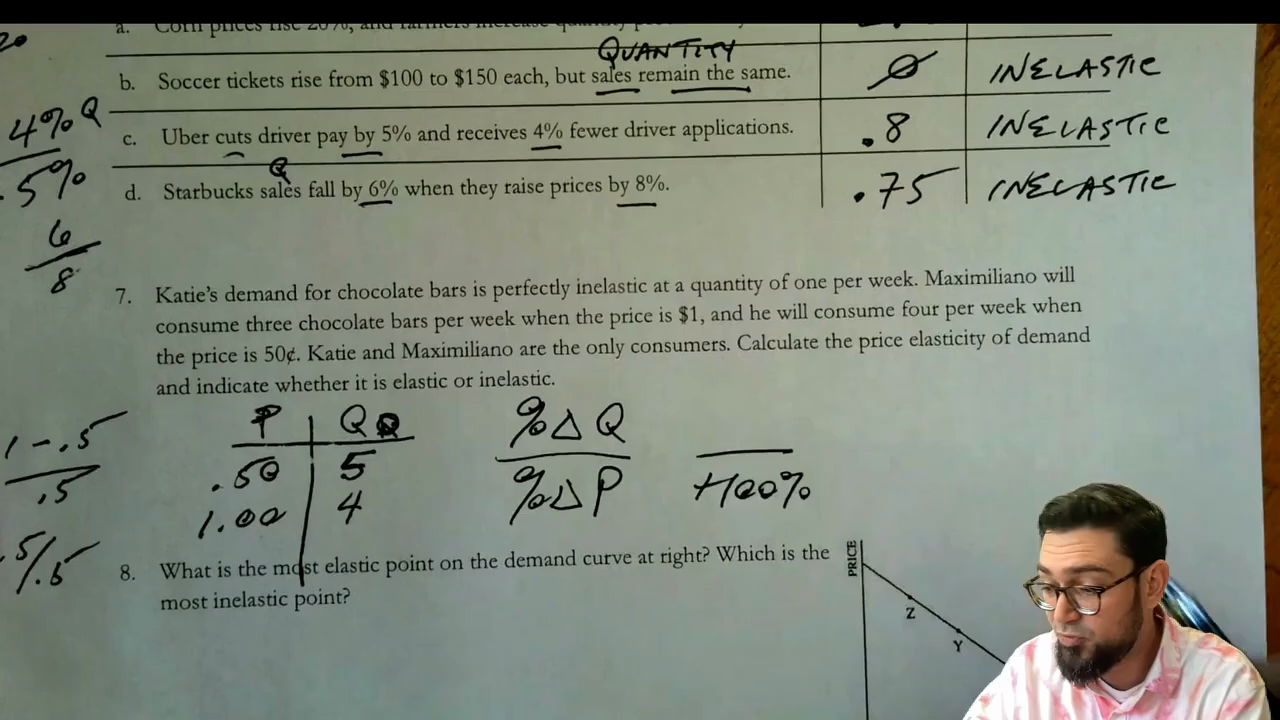 20
QUANTITY
b. Soccer tickets rise from $100 to $150 each, but sales remain the same. Ø INELASTIC
4% Q
c. Uber cuts driver pay by 5% and receives 4% fewer driver applications. .8 INELASTIC
.5%
Q
d. Starbucks sales fall by 6% when they raise prices by 8%. .75 INELASTIC
6
8
7. Katie's demand for chocolate bars is perfectly inelastic at a quantity of one per week. Maximiliano will
consume three chocolate bars per week when the price is $1, and he will consume four per week when
the price is 50¢. Katie and Maximiliano are the only consumers. Calculate the price elasticity of demand
and indicate whether it is elastic or inelastic.
P Q
%Δ Q
1 - .5
.5
.50 5
%Δ P
+100%
1.00 4
.5/.5
8. What is the most elastic point on the demand curve at right? Which is the
most inelastic point?
PRICE
Z
Y